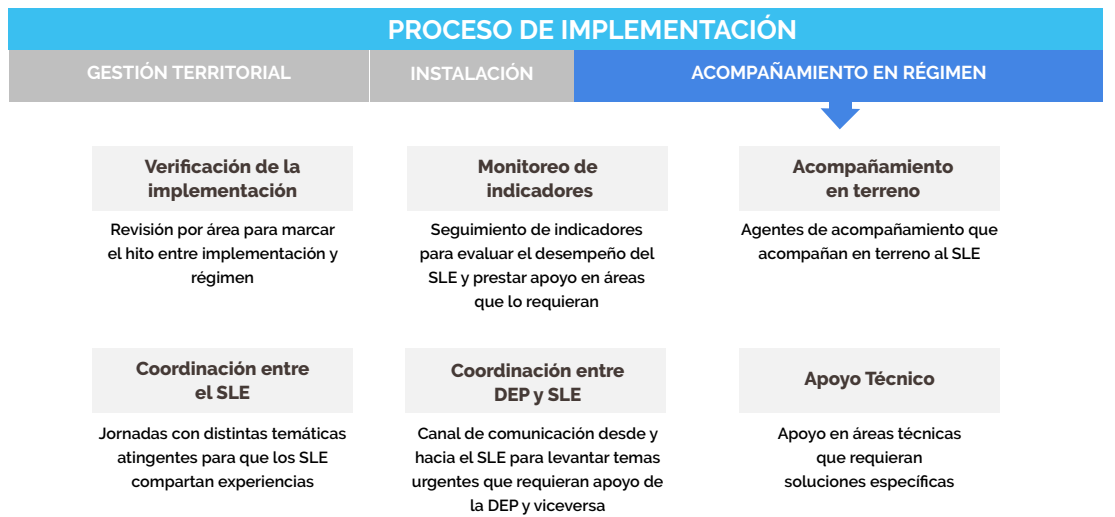 PROCESO DE IMPLEMENTACIÓN
GESTIÓN TERRITORIAL
INSTALACIÓN
ACOMPAÑAMIENTO EN RÉGIMEN
Verificación de la
implementación
Revisión por área para marcar
el hito entre implementación y
régimen
Monitoreo de
indicadores
Seguimiento de indicadores
para evaluar el desempeño del
SLE y prestar apoyo en áreas
que lo requieran
Acompañamiento
en terreno
Agentes de acompañamiento que
acompañan en terreno al SLE
Coordinación entre
el SLE
Jornadas con distintas temáticas
atingentes para que los SLE
compartan experiencias
Coordinación entre
DEP y SLE
Canal de comunicación desde y
hacia el SLE para levantar temas
urgentes que requieran apoyo de
la DEP y viceversa
Apoyo Técnico
Apoyo en áreas técnicas
que requieran
soluciones específicas